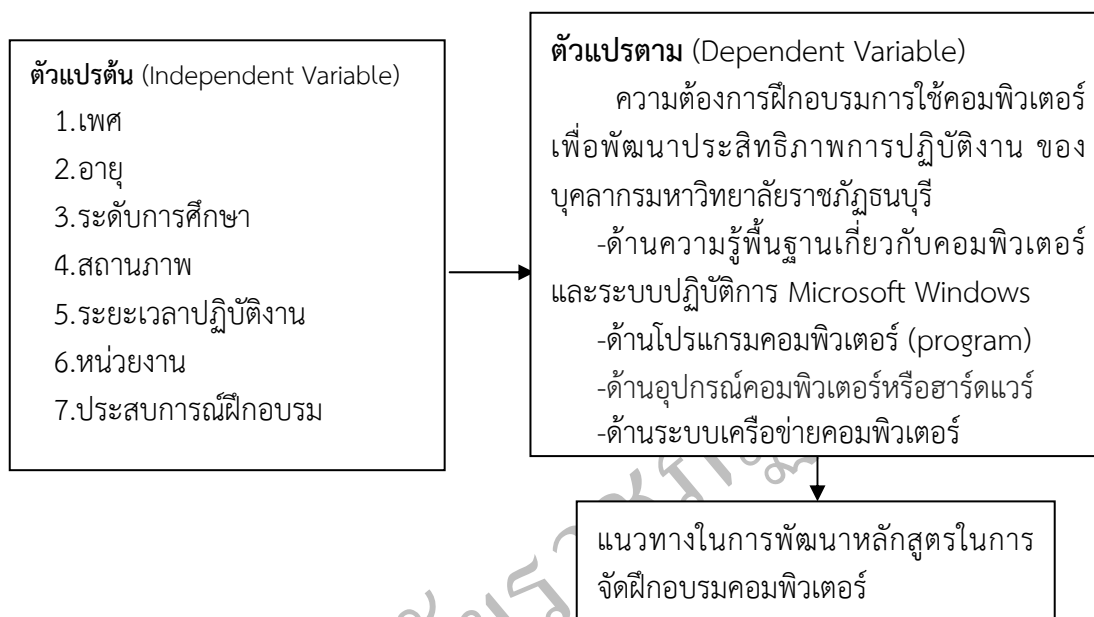 ตัวแปรต้น (Independent Variable)
1.เพศ
2.อายุ
3.ระดับการศึกษา
4.สถานภาพ
5.ระยะเวลาปฏิบัติงาน
6.หน่วยงาน
7.ประสบการณ์ฝึกอบรม
ตัวแปรตาม (Dependent Variable)
ความต้องการฝึกอบรมการใช้คอมพิวเตอร์
เพื่อพัฒนาประสิทธิภาพการปฏิบัติงาน ของ
บุคลากรมหาวิทยาลัยราชภัฏธนบุรี
-ด้านความรู้พื้นฐานเกี่ยวกับคอมพิวเตอร์
และระบบปฏิบัติการ Microsoft Windows
-ด้านโปรแกรมคอมพิวเตอร์ (program)
-ด้านอุปกรณ์คอมพิวเตอร์หรือฮาร์ดแวร์
-ด้านระบบเครือข่ายคอมพิวเตอร์
แนวทางในการพัฒนาหลักสูตรในการ
จัดฝึกอบรมคอมพิวเตอร์